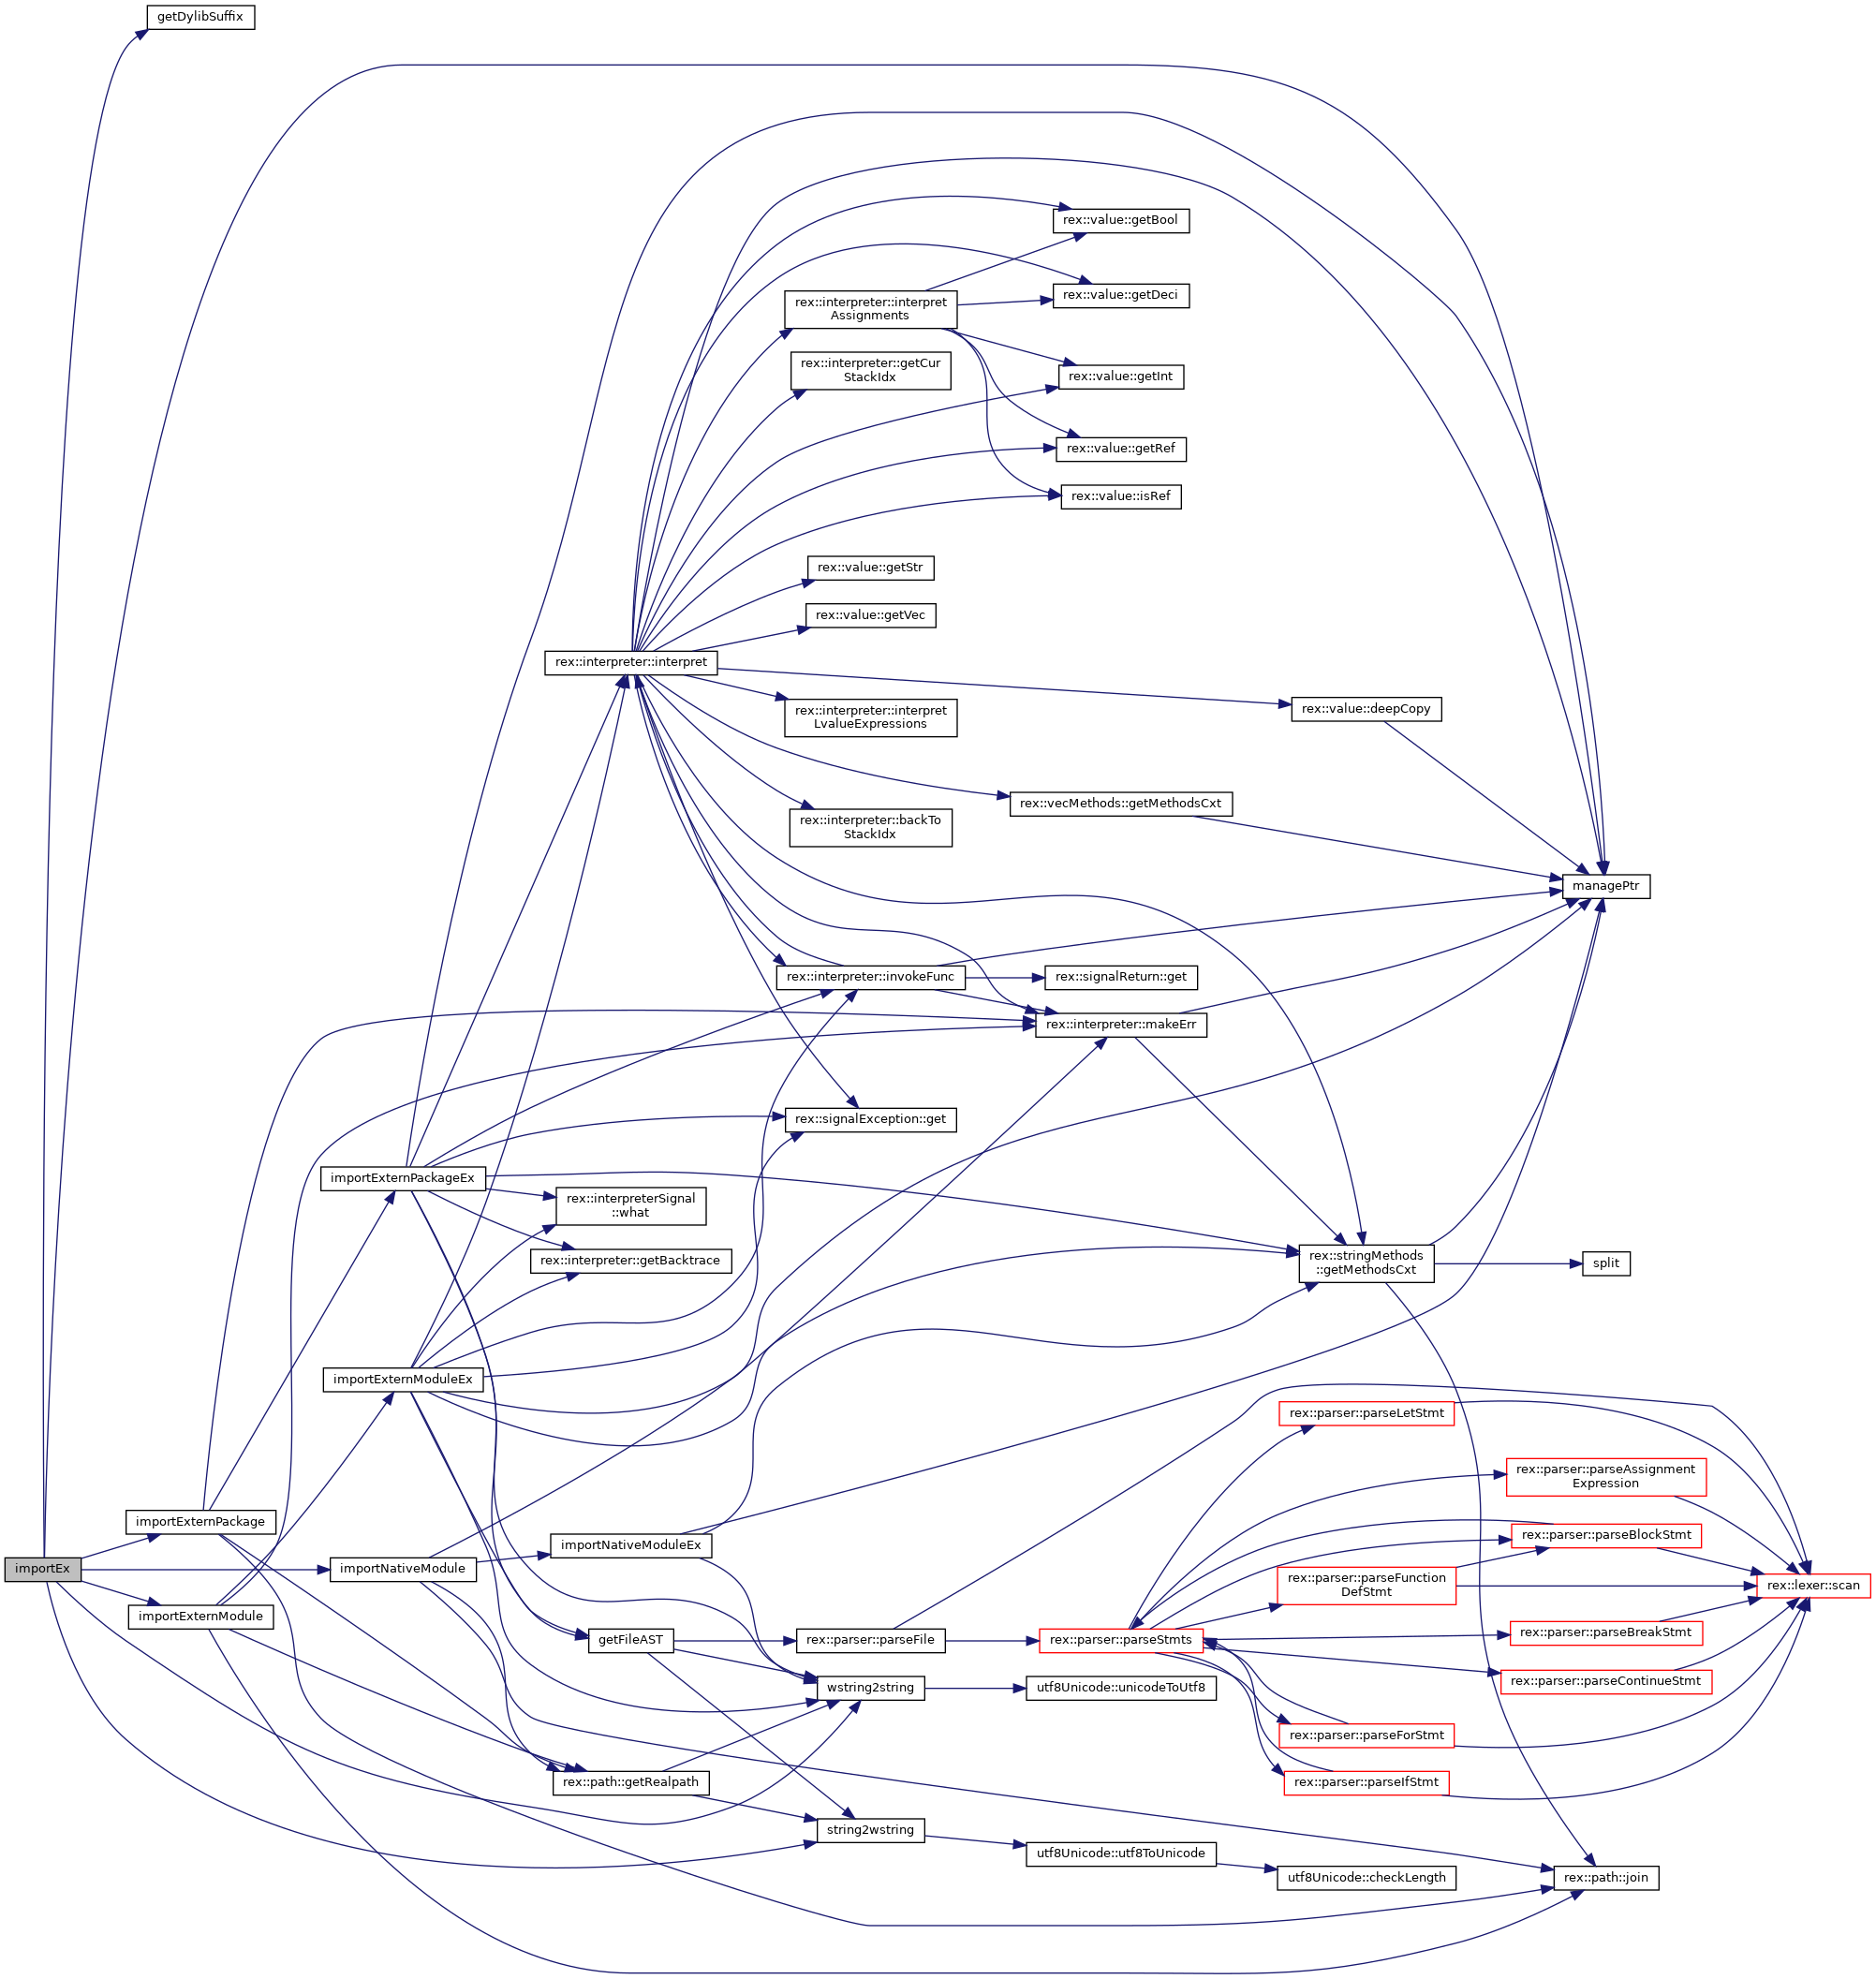 getDylibSuffix
rex::value::getBool
rex::value::getDeci
rex::interpreter::interpret
Assignments
rex::interpreter::getCur
StackIdx
rex::value::getInt
rex::value::getRef
rex::value::isRef
rex::value::getStr
rex::value::getVec
rex::interpreter::interpret
rex::value::deepCopy
rex::interpreter::interpret
LvalueExpressions
rex::vecMethods::getMethodsCxt
rex::interpreter::backTo
StackIdx
managePtr
rex::interpreter::invokeFunc
rex::signalReturn::get
rex::interpreter::makeErr
rex::signalException::get
importExternPackageEx
rex::interpreterSignal
::what
rex::interpreter::getBacktrace
rex::stringMethods
::getMethodsCxt
split
importExternModuleEx
rex::parser::parseLetStmt
rex::parser::parseAssignment
Expression
importExternPackage
rex::parser::parseBlockStmt
importEx
importNativeModule
importNativeModuleEx
rex::parser::parseFunction
DefStmt
rex::lexer::scan
importExternModule
getFileAST
rex::parser::parseFile
rex::parser::parseStmts
rex::parser::parseBreakStmt
wstring2string
utf8Unicode::unicodeToUtf8
rex::parser::parseContinueStmt
rex::parser::parseForStmt
rex::path::getRealpath
rex::parser::parseIfStmt
string2wstring
utf8Unicode::utf8ToUnicode
utf8Unicode::checkLength
rex::path::join